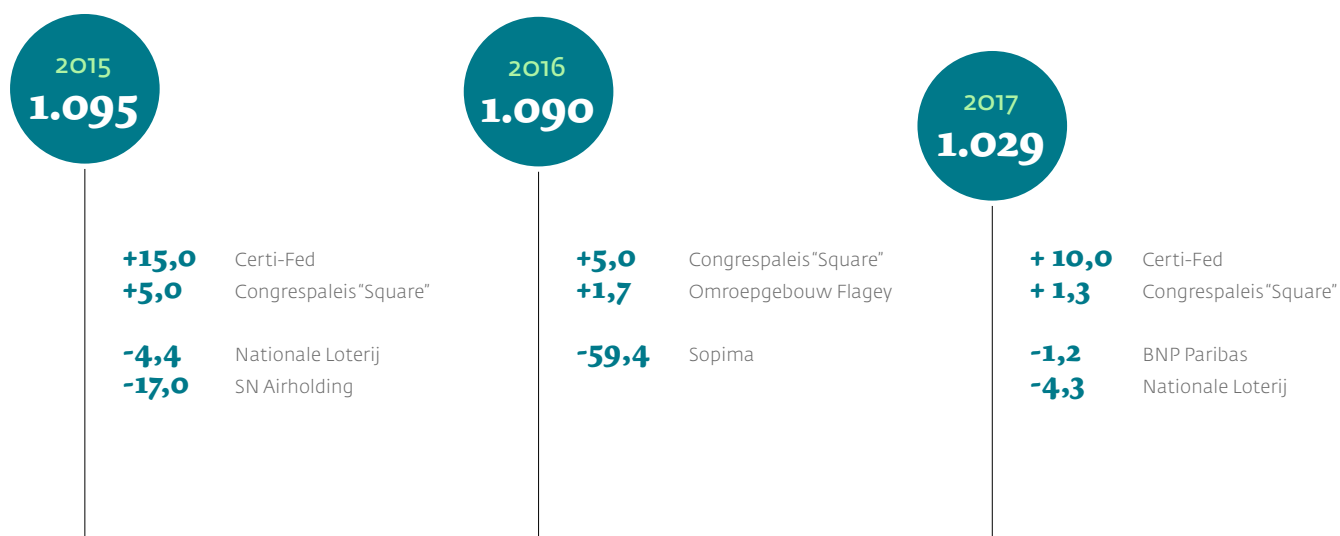 2015
1.095
+15,0 Certi-Fed
+5,0 Congrespaleis "Square"
-4,4 Nationale Loterij
-17,0 SN Airholding
2016
1.090
+5,0 Congrespaleis "Square"
+1,7 Omroepgebouw Flagey
-59,4 Sopima
2017
1.029
+ 10,0 Certi-Fed
+ 1,3 Congrespaleis "Square"
-1,2 BNP Paribas
-4,3 Nationale Loterij